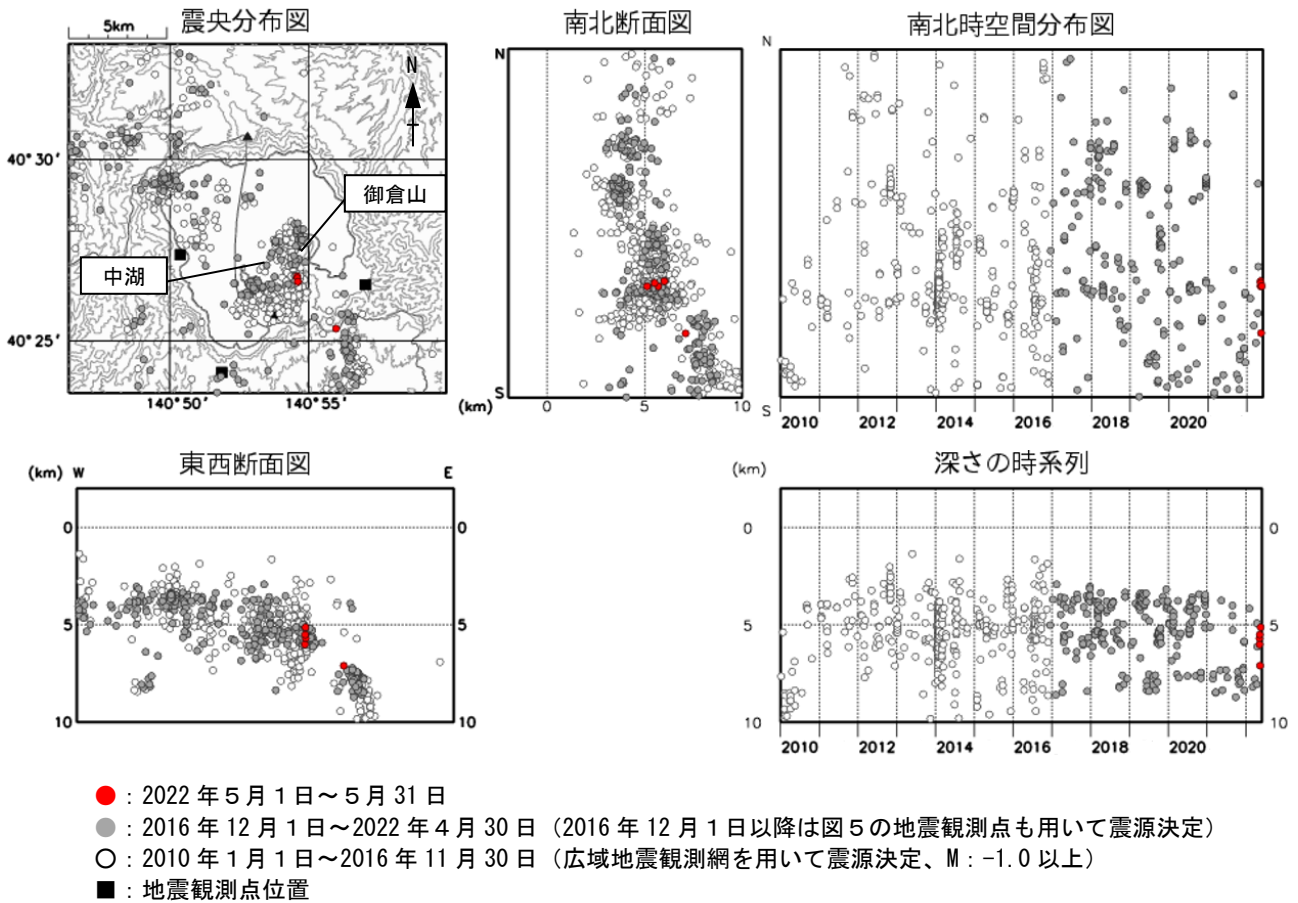 震央分布図
5km
N
40°30′
40°25′
140°50′
140°55′
御倉山
中湖
南北断面図
N
S
(km)
0
5
10
南北時空間分布図
N
S
2010
2012
2014
2016
2018
2020
東西断面図
(km) W
E
0
0
5
5
10
10
深さの時系列
(km)
0
0
5
5
10
10
2010
2012
2014
2016
2018
2020
●：2022年５月１日～５月31日
●：2016年12月１日～2022年４月30日（2016年12月１日以降は図５の地震観測点も用いて震源決定）
○：2010年１月１日～2016年11月30日（広域地震観測網を用いて震源決定、M：-1.0以上）
■：地震観測点位置